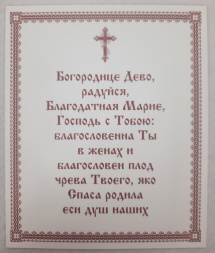 Богородице Дево,
радуйся,
Благодатная Марие,
Господь с Тобою:
благословенна Ты
в женах и
благословен плод
чрева Твоего, яко
Спаса родила
еси душ наших